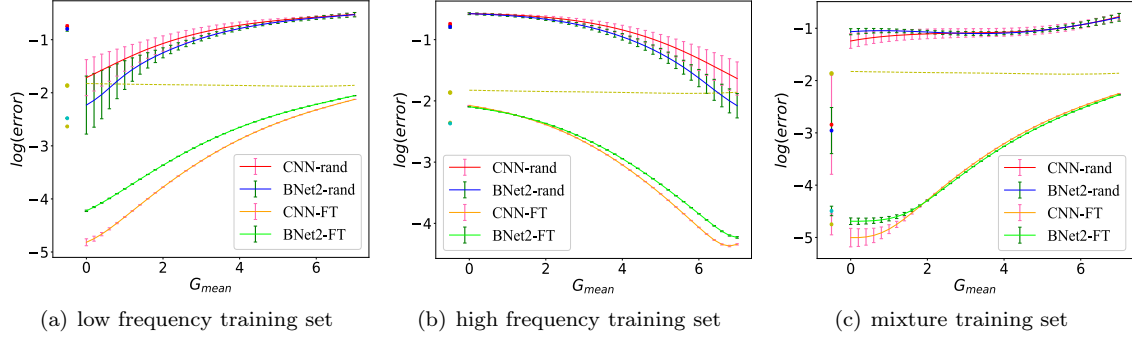 log(error)
−1
−2
−3
−4
−5
0
2
4
6
G_mean
CNN-rand
BNet2-rand
CNN-FT
BNet2-FT
(a) low frequency training set
log(error)
−1
−2
−3
−4
0
2
4
6
G_mean
CNN-rand
BNet2-rand
CNN-FT
BNet2-FT
(b) high frequency training set
log(error)
−1
−2
−3
−4
−5
0
2
4
6
G_mean
CNN-rand
BNet2-rand
CNN-FT
BNet2-FT
(c) mixture training set